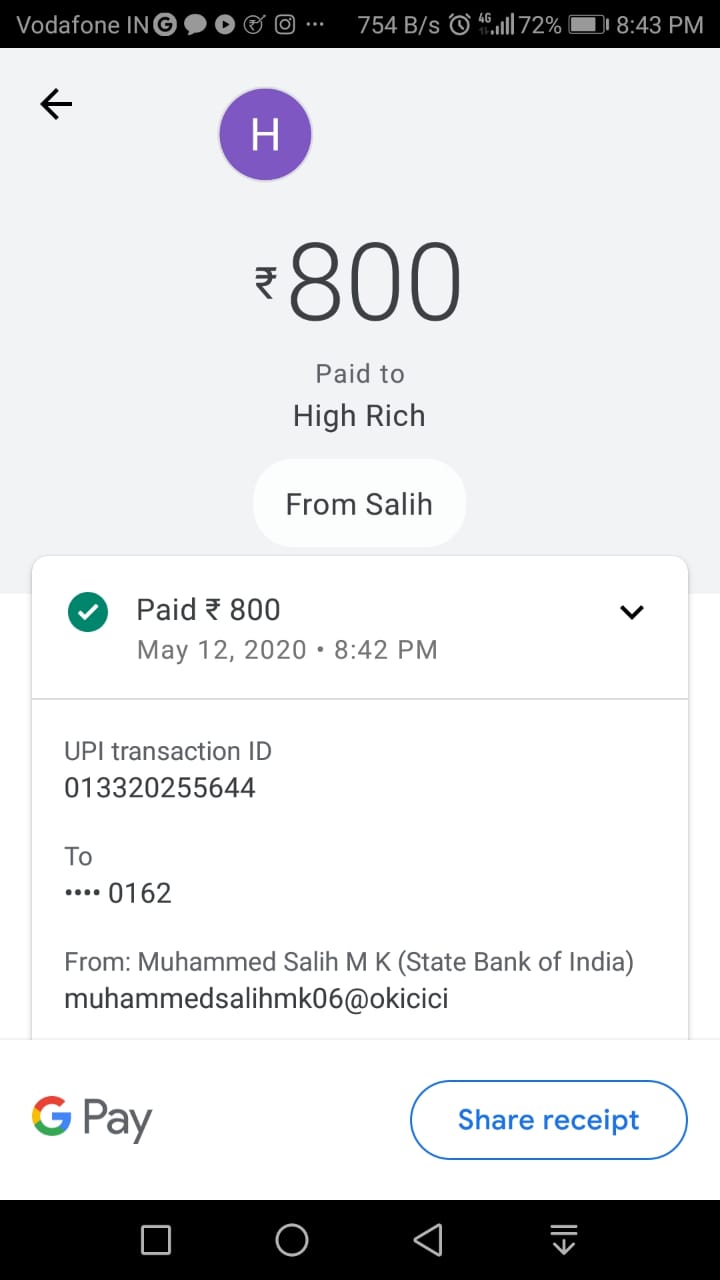 Vodafone IN 754 B/s 4G 72% 8:43 PM
H
₹800
Paid to
High Rich
From Salih
Paid ₹ 800
May 12, 2020 • 8:42 PM
UPI transaction ID
013320255644
To
•••• 0162
From: Muhammed Salih M K (State Bank of India)
muhammedsalihmk06@okicici
G Pay
Share receipt